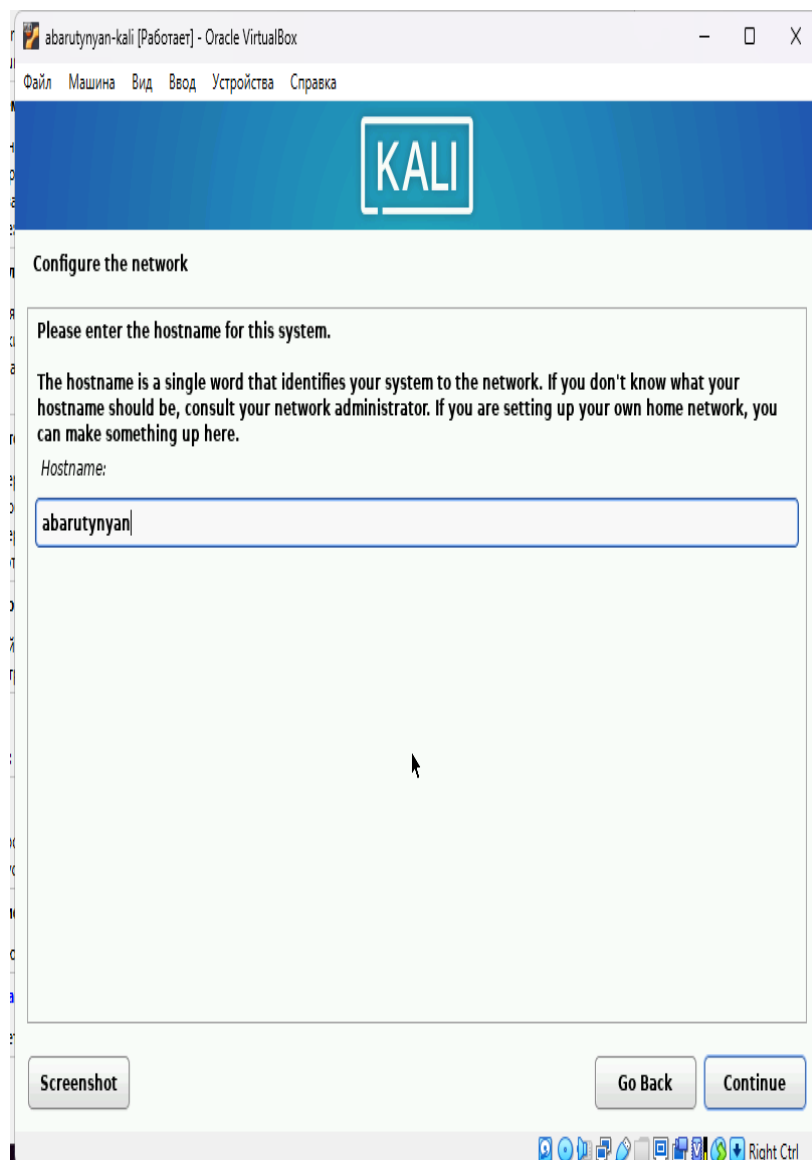 abarutynyan-kali [Работает] - Oracle VirtualBox
Файл Машина Вид Ввод Устройства Справка
KALI
Configure the network
Please enter the hostname for this system.
The hostname is a single word that identifies your system to the network. If you don't know what your
hostname should be, consult your network administrator. If you are setting up your own home network, you
can make something up here.
Hostname:
abarutynyan
Screenshot
Go Back
Continue
Right Ctrl